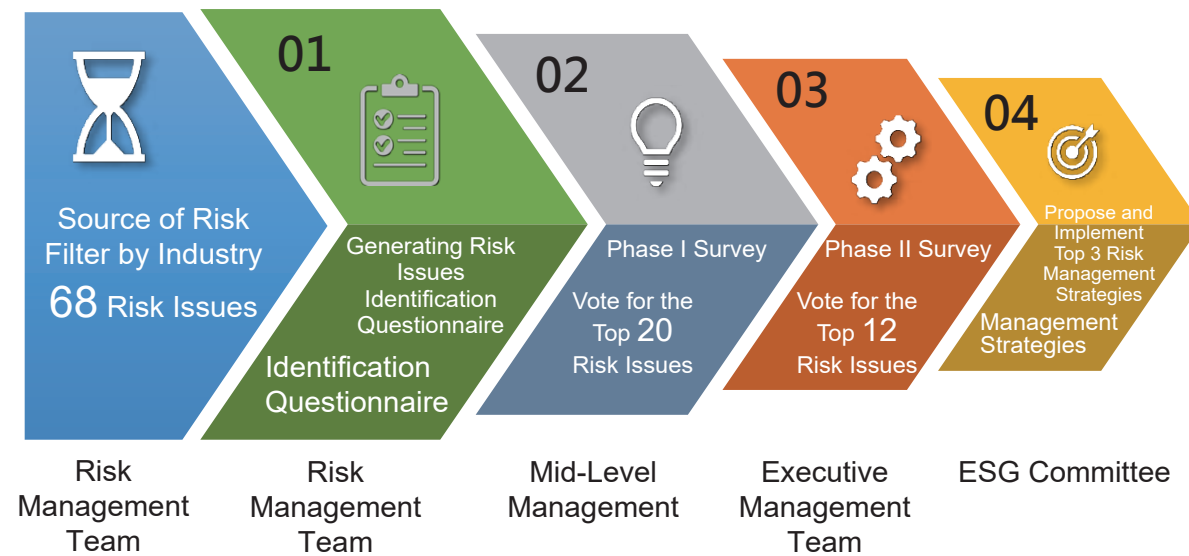 Source of Risk
Filter by Industry
68 Risk Issues
Risk
Management
Team
01
Generating Risk
Issues
Identification
Questionnaire
Identification
Questionnaire
Risk
Management
Team
02
Phase I Survey
Vote for the
Top 20
Risk Issues
Mid-Level
Management
03
Phase II Survey
Vote for the
Top 12
Risk Issues
Executive
Management
Team
04
Propose and
Implement
Top 3 Risk
Management
Strategies
Management
Strategies
ESG Committee